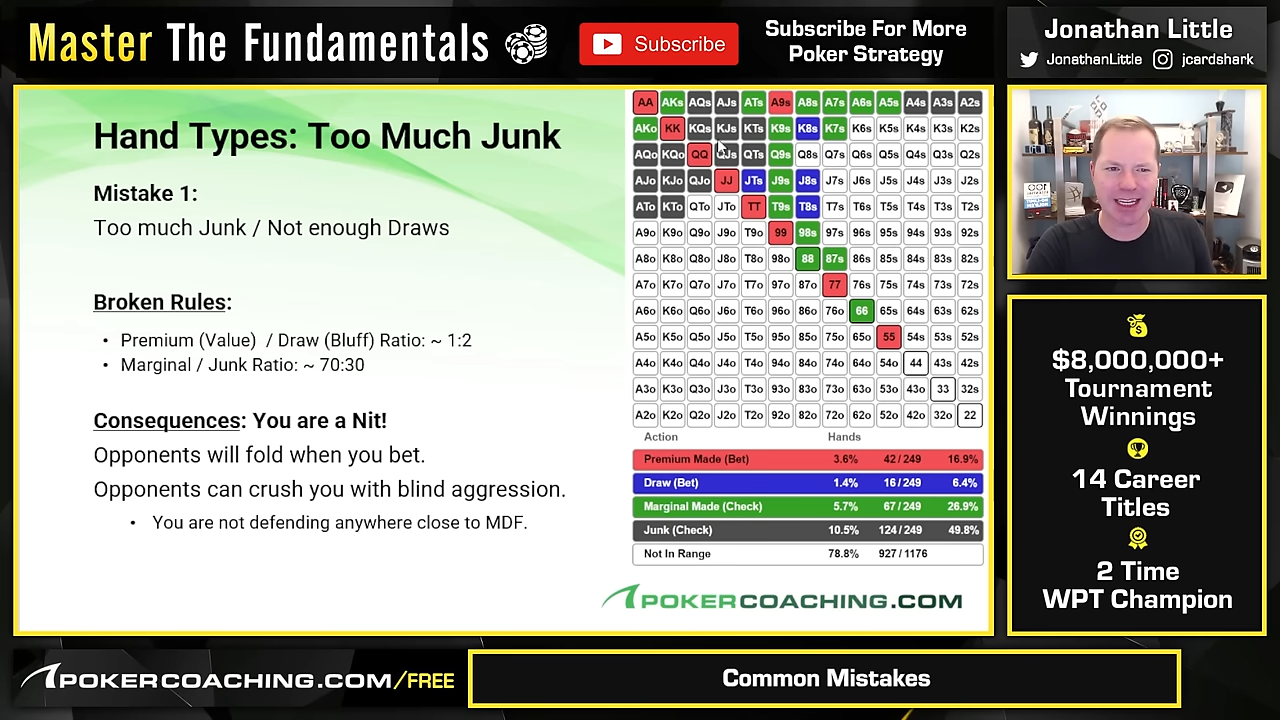 Master The Fundamentals
Subscribe
Subscribe For More
Poker Strategy
Jonathan Little
JonathanLittle jcardshark
Hand Types: Too Much Junk
Mistake 1:
Too much Junk / Not enough Draws
Broken Rules:
• Premium (Value) / Draw (Bluff) Ratio: ~ 1:2
• Marginal / Junk Ratio: ~ 70:30
Consequences: You are a Nit!
Opponents will fold when you bet.
Opponents can crush you with blind aggression.
• You are not defending anywhere close to MDF.
AA AKs AQs AJs ATs A9s A8s A7s A6s A5s A4s A3s A2s
AKo KK KQs KJs KTs K9s K8s K7s K6s K5s K4s K3s K2s
AQo KQo QQ QJs QTs Q9s Q8s Q7s Q6s Q5s Q4s Q3s Q2s
AJo KJo QJo JJ JTs J9s J8s J7s J6s J5s J4s J3s J2s
ATo KTo QTo JTo TT T9s T8s T7s T6s T5s T4s T3s T2s
A9o K9o Q9o J9o T9o 99 98s 97s 96s 95s 94s 93s 92s
A8o K8o Q8o J8o T8o 98o 88 87s 86s 85s 84s 83s 82s
A7o K7o Q7o J7o T7o 97o 87o 77 76s 75s 74s 73s 72s
A6o K6o Q6o J6o T6o 96o 86o 76o 66 65s 64s 63s 62s
A5o K5o Q5o J5o T5o 95o 85o 75o 65o 55 54s 53s 52s
A4o K4o Q4o J4o T4o 94o 84o 74o 64o 54o 44 43s 42s
A3o K3o Q3o J3o T3o 93o 83o 73o 63o 53o 43o 33 32s
A2o K2o Q2o J2o T2o 92o 82o 72o 62o 52o 42o 32o 22
Action Hands
Premium Made (Bet) 3.6% 42/249 16.9%
Draw (Bet) 1.4% 16/249 6.4%
Marginal Made (Check) 5.7% 67/249 26.9%
Junk (Check) 10.5% 124/249 49.8%
Not In Range 78.8% 927/1176
POKERCOACHING.COM
$8,000,000+
Tournament
Winnings
14 Career
Titles
2 Time
WPT Champion
POKERCOACHING.COM/FREE
Common Mistakes